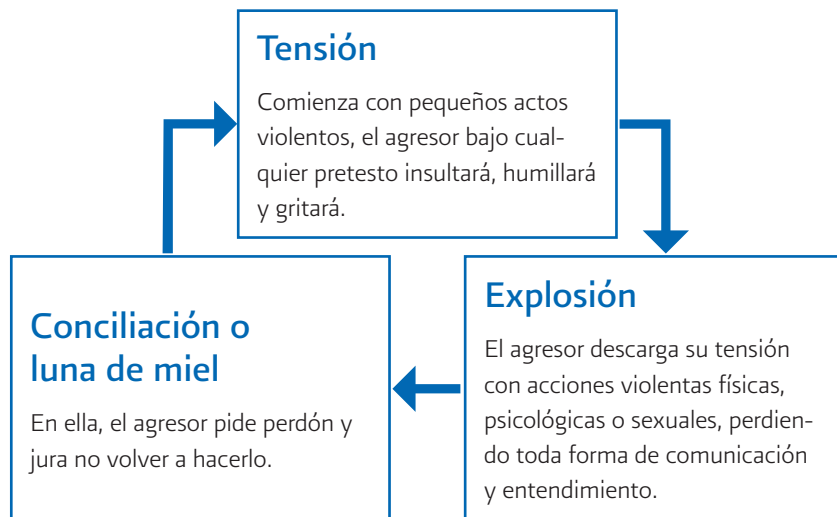 Tensión
Comienza con pequeños actos
violentos, el agresor bajo cual-
quier pretesto insultará, humillará
y gritará.
Explosión
El agresor descarga su tensión
con acciones violentas físicas,
psicológicas o sexuales, perdien-
do toda forma de comunicación
y entendimiento.
Conciliación o
luna de miel
En ella, el agresor pide perdón y
jura no volver a hacerlo.